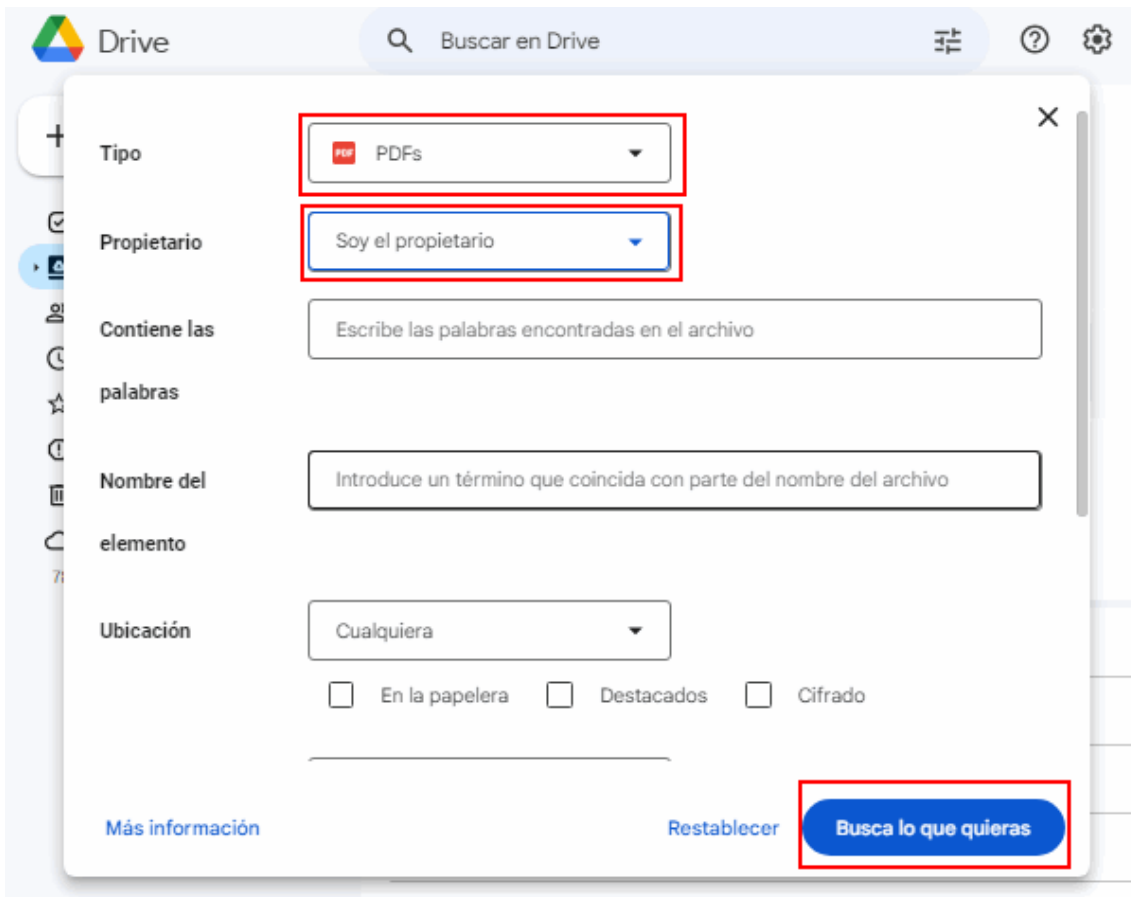 Drive
Buscar en Drive
Tipo
PDF
PDFs
Propietario
Soy el propietario
Contiene las
palabras
Escribe las palabras encontradas en el archivo
Nombre del
elemento
Introduce un término que coincida con parte del nombre del archivo
Ubicación
Cualquiera
En la papelera
Destacados
Cifrado
Más información
Restablecer
Busca lo que quieras